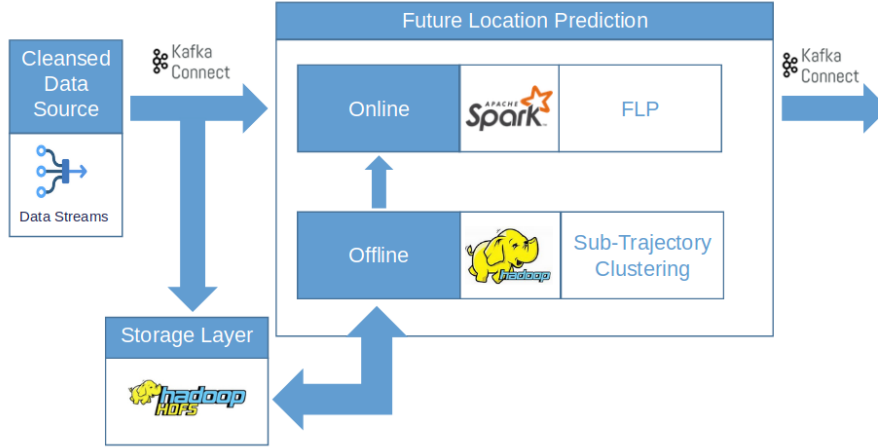 Cleansed
Data
Source
Data Streams
Kafka
Connect
Future Location Prediction
Online
APACHE
Spark
FLP
Offline
hadoop
Sub-Trajectory
Clustering
Kafka
Connect
Storage Layer
hadoop
HDFS